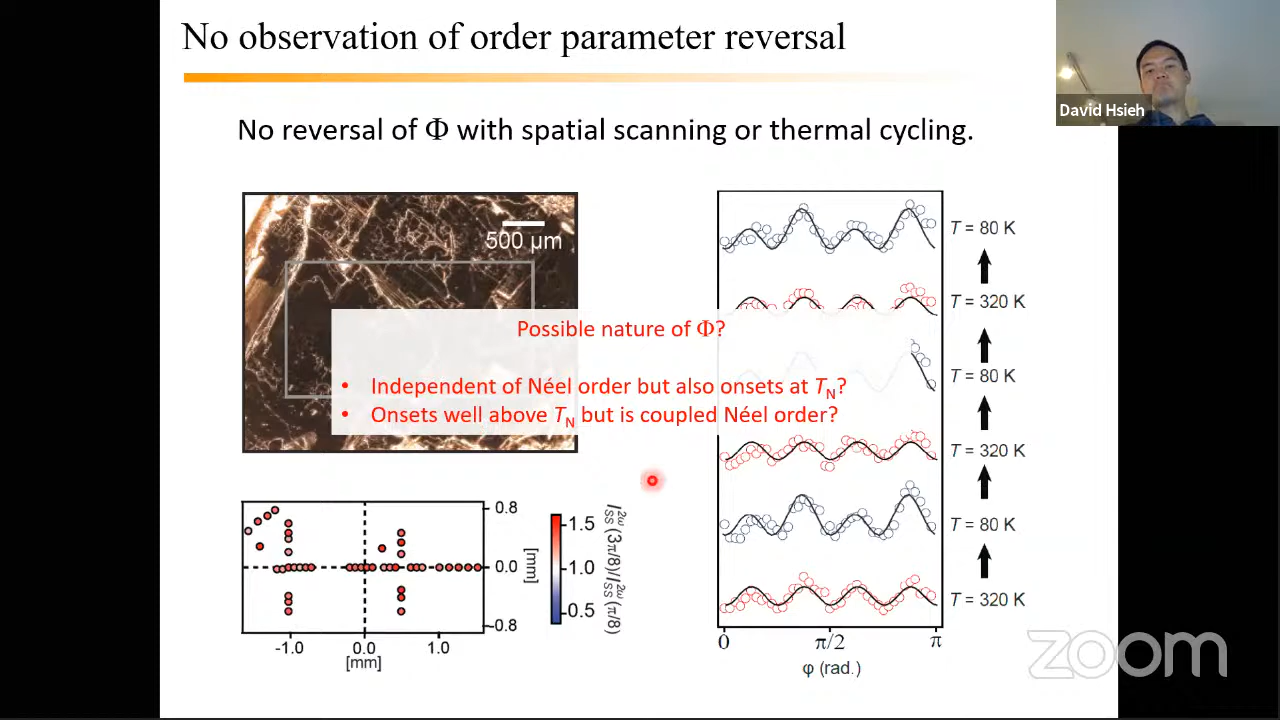 No observation of order parameter reversal
David Hsieh
No reversal of Φ with spatial scanning or thermal cycling.
500 μm
T = 80 K
T = 320 K
Possible nature of Φ?
T = 80 K
• Independent of Néel order but also onsets at TN?
• Onsets well above TN but is coupled Néel order?
T = 320 K
T = 80 K
T = 320 K
0.8
0.0
-0.8
[mm]
-1.0 0.0 1.0
[mm]
1.5
1.0
0.5
I2ωSS(3π/8)/I2ωSS(π/8)
0 π/2 π
φ (rad.)
zoom